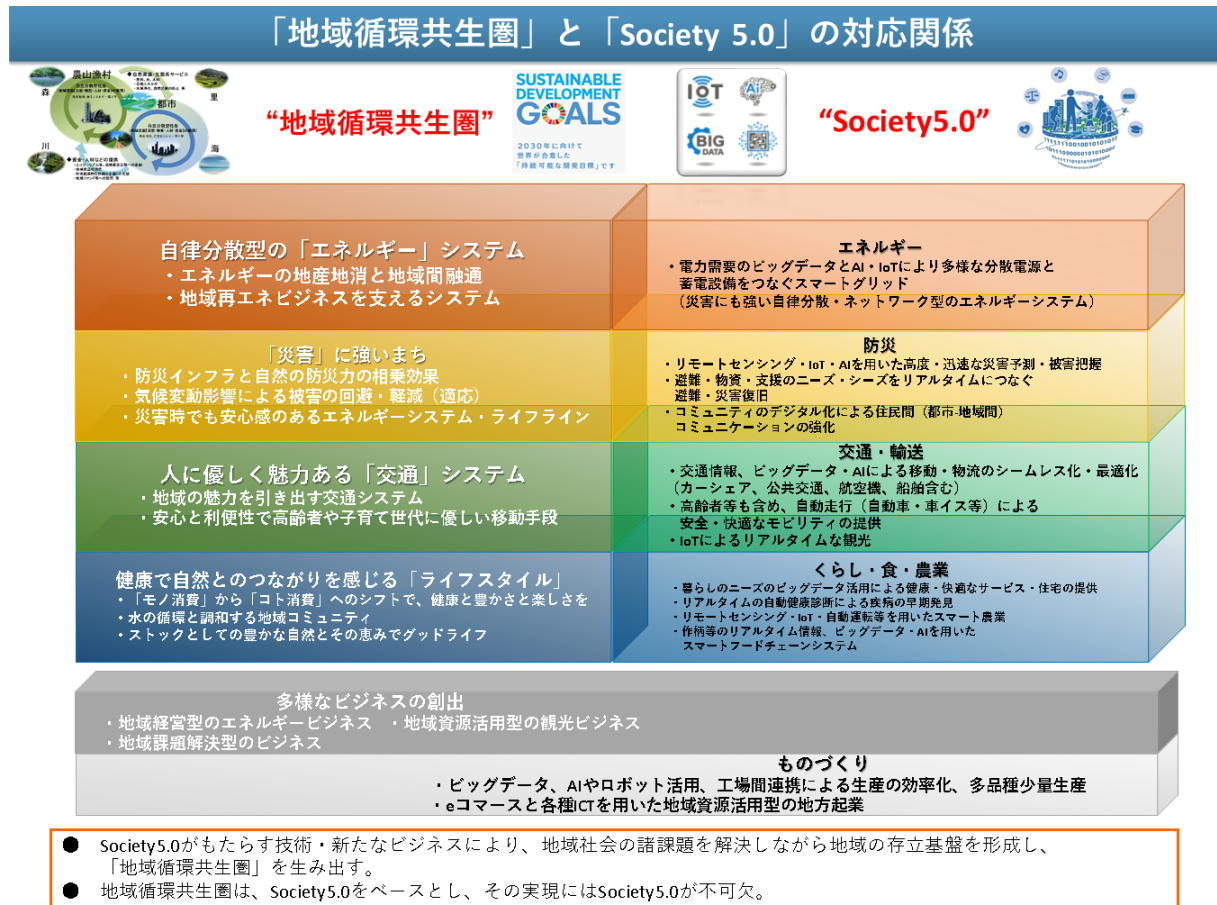 「地域循環共生圏」と「Society 5.0」の対応関係
農山漁村
森
里
都市
川
海
“地域循環共生圏”
SUSTAINABLE
DEVELOPMENT
GOALS
2030年に向けて
世界が合意した
「持続可能な開発目標」です
IoT
Ai
BIG
DATA
“Society5.0”
自律分散型の「エネルギー」システム
・エネルギーの地産地消と地域間融通
・地域再エネビジネスを支えるシステム
エネルギー
・電力需要のビッグデータとAI・IoTにより多様な分散電源と
蓄電設備をつなぐスマートグリッド
（災害にも強い自律分散・ネットワーク型のエネルギーシステム）
「災害」に強いまち
・防災インフラと自然の防災力の相乗効果
・気候変動影響による被害の回避・軽減（適応）
・災害時でも安心感のあるエネルギーシステム・ライフライン
防災
・リモートセンシング・IoT・AIを用いた高度・迅速な災害予測・被害把握
・避難・物資・支援のニーズ・シーズをリアルタイムにつなぐ
避難・災害復旧
・コミュニティのデジタル化による住民間（都市-地域間）
コミュニケーションの強化
人に優しく魅力ある「交通」システム
・地域の魅力を引き出す交通システム
・安心と利便性で高齢者や子育て世代に優しい移動手段
交通・輸送
・交通情報、ビッグデータ・AIによる移動・物流のシームレス化・最適化
（カーシェア、公共交通、航空機、船舶含む）
・高齢者等も含め、自動走行（自動車・車イス等）による
安全・快適なモビリティの提供
・IoTによるリアルタイムな観光
健康で自然とのつながりを感じる「ライフスタイル」
・「モノ消費」から「コト消費」へのシフトで、健康と豊かさと楽しさを
・水の循環と調和する地域コミュニティ
・ストックとしての豊かな自然とその恵みでグッドライフ
くらし・食・農業
・暮らしのニーズのビッグデータ活用による健康・快適なサービス・住宅の提供
・リアルタイムの自動健康診断による疾病の早期発見
・リモートセンシング・IoT・自動運転等を用いたスマート農業
・作柄等のリアルタイム情報、ビッグデータ・AIを用いた
スマートフードチェーンシステム
多様なビジネスの創出
・地域経営型のエネルギービジネス　・地域資源活用型の観光ビジネス
・地域課題解決型のビジネス
ものづくり
・ビッグデータ、AIやロボット活用、工場間連携による生産の効率化、多品種少量生産
・eコマースと各種ICTを用いた地域資源活用型の地方起業
● Society5.0がもたらす技術・新たなビジネスにより、地域社会の諸課題を解決しながら地域の存立基盤を形成し、
「地域循環共生圏」を生み出す。
● 地域循環共生圏は、Society5.0をベースとし、その実現にはSociety5.0が不可欠。